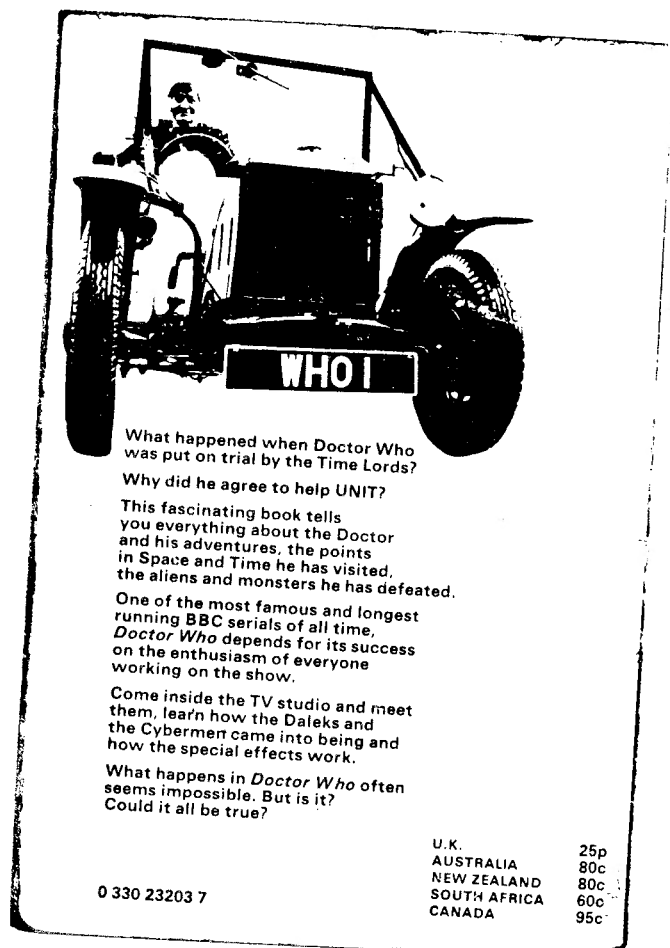 WHO 1
What happened when Doctor Who
was put on trial by the Time Lords?
Why did he agree to help UNIT?
This fascinating book tells
you everything about the Doctor
and his adventures, the points
in Space and Time he has visited,
the aliens and monsters he has defeated.
One of the most famous and longest
running BBC serials of all time,
Doctor Who depends for its success
on the enthusiasm of everyone
working on the show.
Come inside the TV studio and meet
them, learn how the Daleks and
the Cybermen came into being and
how the special effects work.
What happens in Doctor Who often
seems impossible. But is it?
Could it all be true?
U.K. 25p
AUSTRALIA 80c
NEW ZEALAND 80c
SOUTH AFRICA 60c
CANADA 95c
0 330 23203 7